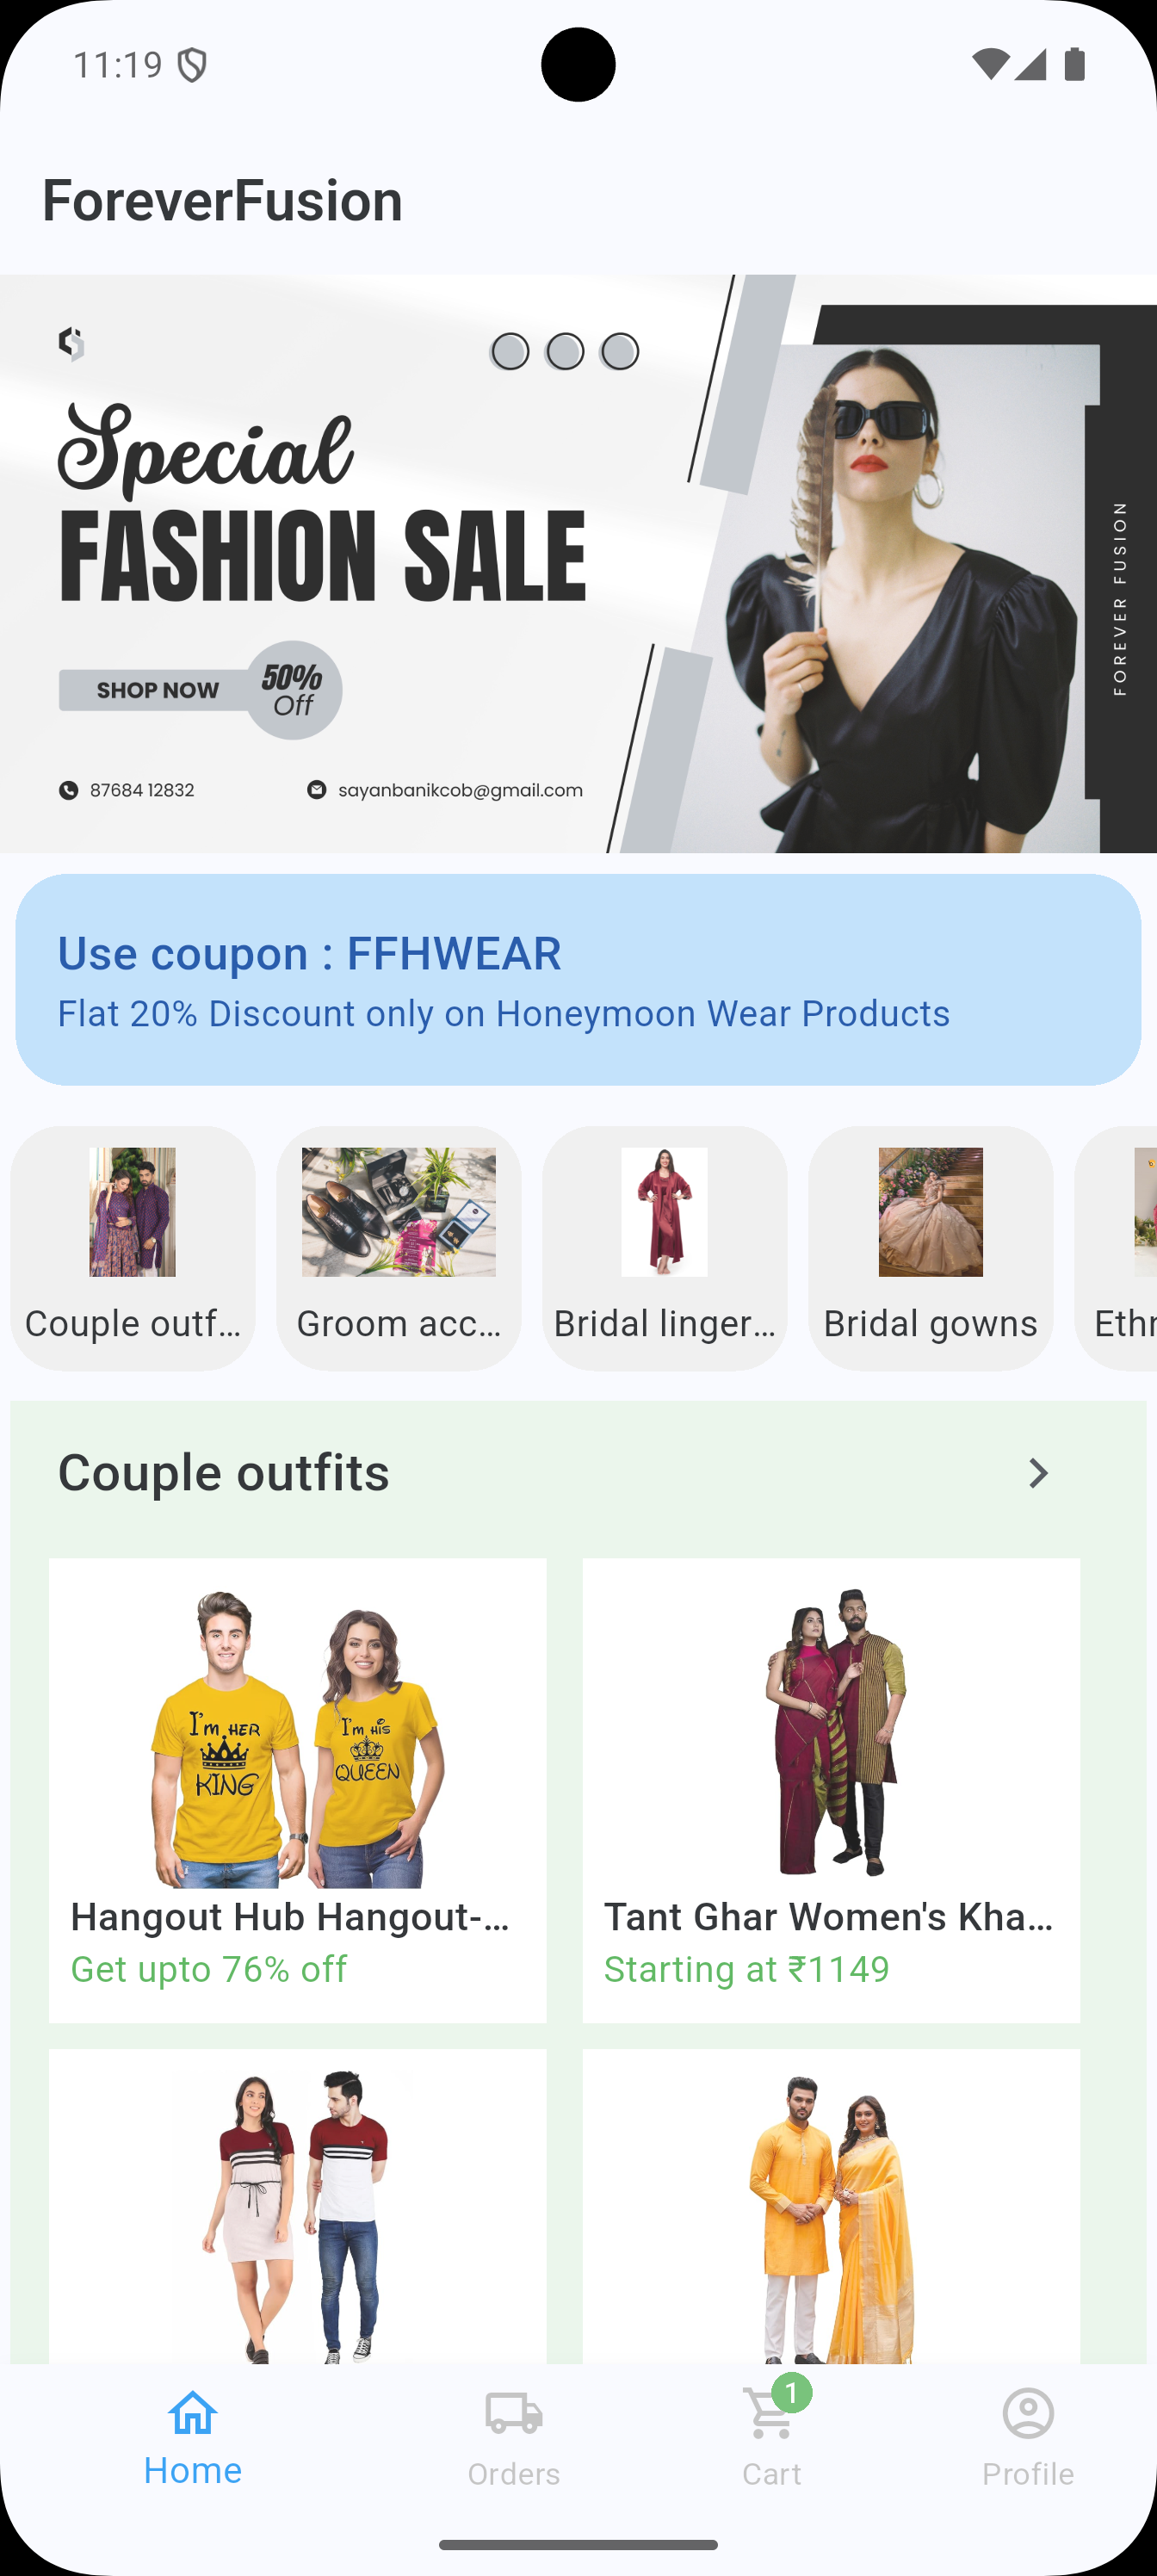 11:19
ForeverFusion
Special
FASHION SALE
SHOP NOW
50%
Off
87684 12832
sayanbanikcob@gmail.com
FOREVER FUSION
Use coupon : FFHWEAR
Flat 20% Discount only on Honeymoon Wear Products
Couple outf...
Groom acc...
Bridal linger...
Bridal gowns
Couple outfits
I'm HER
KING
I'm HIS
QUEEN
Hangout Hub Hangout-...
Get upto 76% off
Tant Ghar Women's Kha...
Starting at ₹1149
Home
Orders
1
Cart
Profile